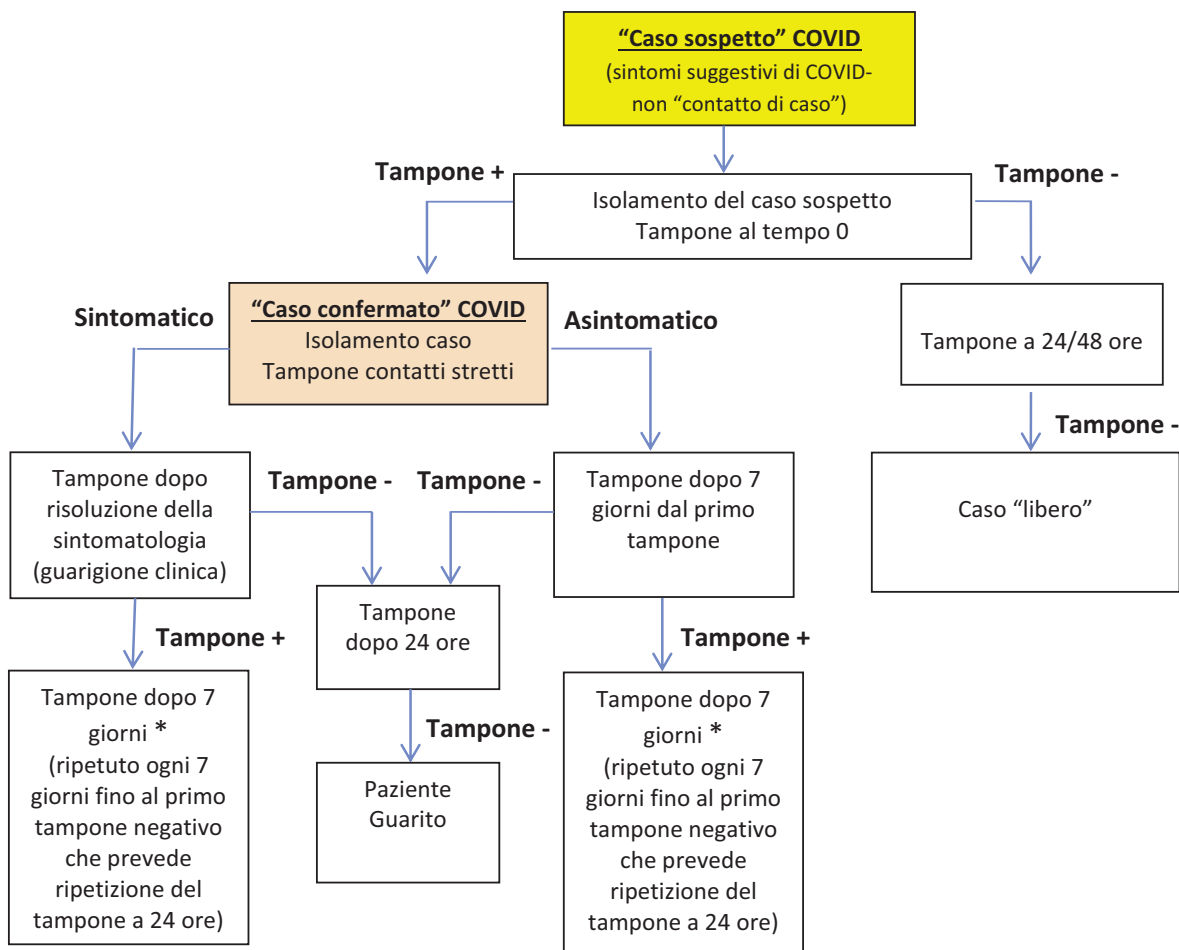 “Caso sospetto” COVID
(sintomi suggestivi di COVID-
non “contatto di caso”)
Tampone +
Tampone -
Isolamento del caso sospetto
Tampone al tempo 0
“Caso confermato” COVID
Isolamento caso
Tampone contatti stretti
Sintomatico
Asintomatico
Tampone a 24/48 ore
Tampone -
Caso “libero”
Tampone dopo
risoluzione della
sintomatologia
(guarigione clinica)
Tampone -
Tampone -
Tampone dopo 7
giorni dal primo
tampone
Tampone
dopo 24 ore
Tampone +
Tampone +
Tampone dopo 7
giorni *
(ripetuto ogni 7
giorni fino al primo
tampone negativo
che prevede
ripetizione del
tampone a 24 ore)
Tampone -
Paziente
Guarito
Tampone dopo 7
giorni *
(ripetuto ogni 7
giorni fino al primo
tampone negativo
che prevede
ripetizione del
tampone a 24 ore)